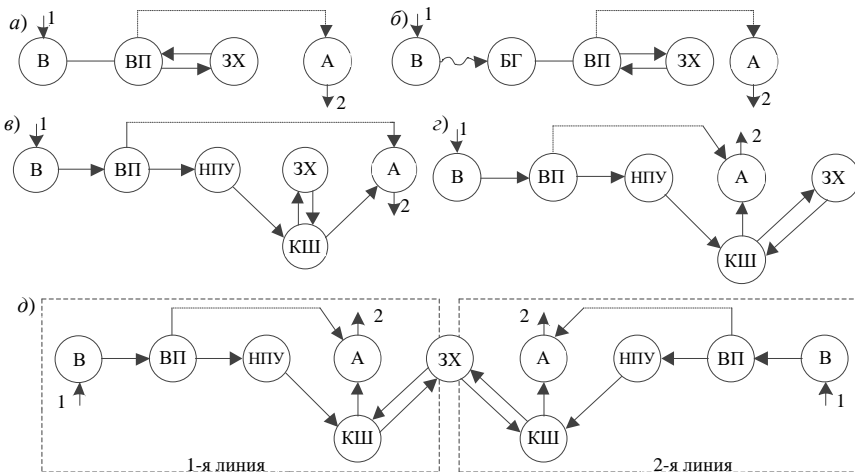 а) 1 В ВП ЗХ А 2
б) 1 В БГ ВП ЗХ А 2
в) 1 В ВП НПУ ЗХ А 2 КШ
г) 1 В ВП НПУ А 2 ЗХ КШ
д) В 1 ВП НПУ А 2 КШ ЗХ А 2 НПУ ВП В 1 КШ
1-я линия 2-я линия